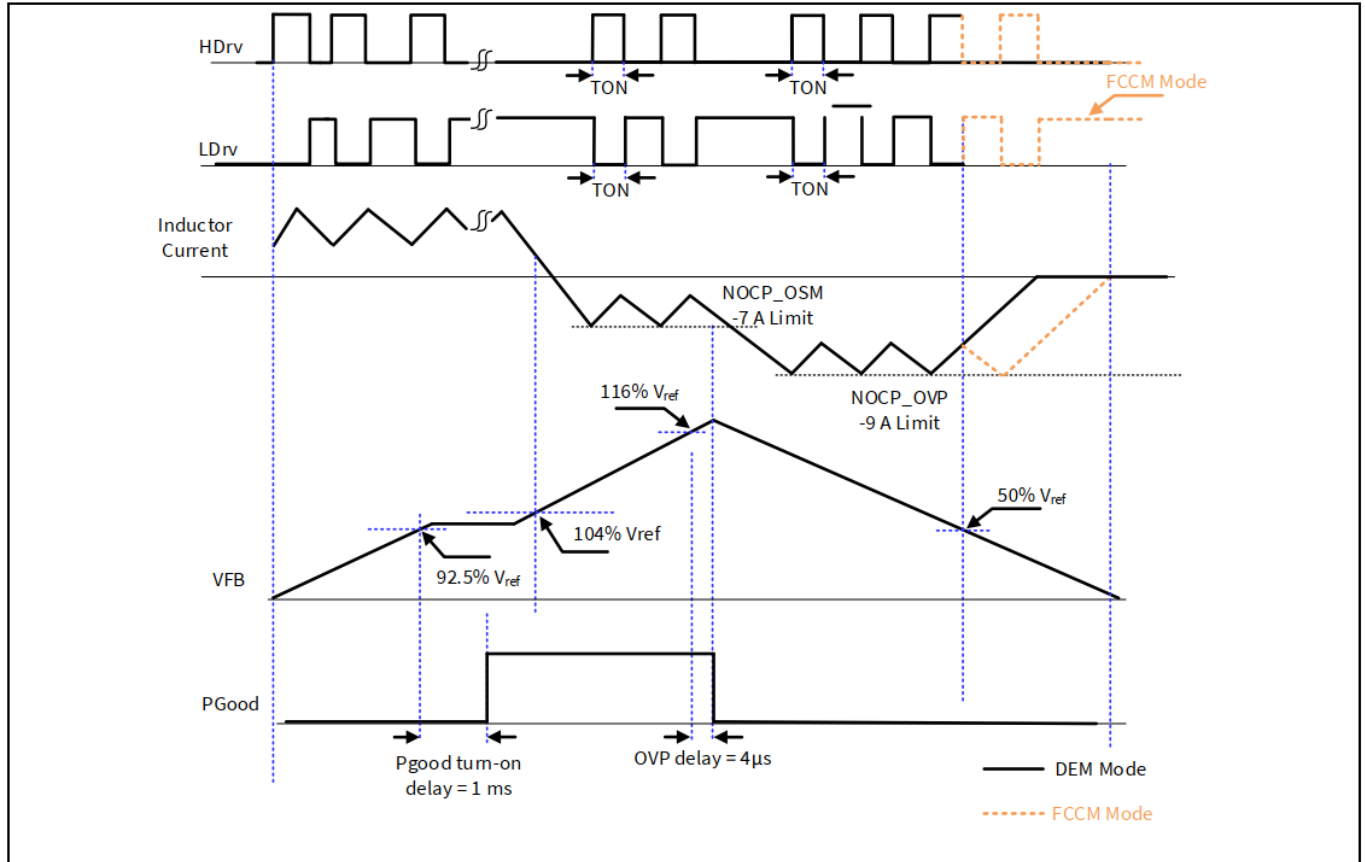 HDrv
TON
TON
FCCM Mode
LDrv
TON
TON
Inductor
Current
NOCP_OSM
-7 A Limit
NOCP_OVP
-9 A Limit
116% Vref
50% Vref
104% Vref
92.5% Vref
VFB
PGood
Pgood turn-on
delay = 1 ms
OVP delay = 4µs
DEM Mode
FCCM Mode